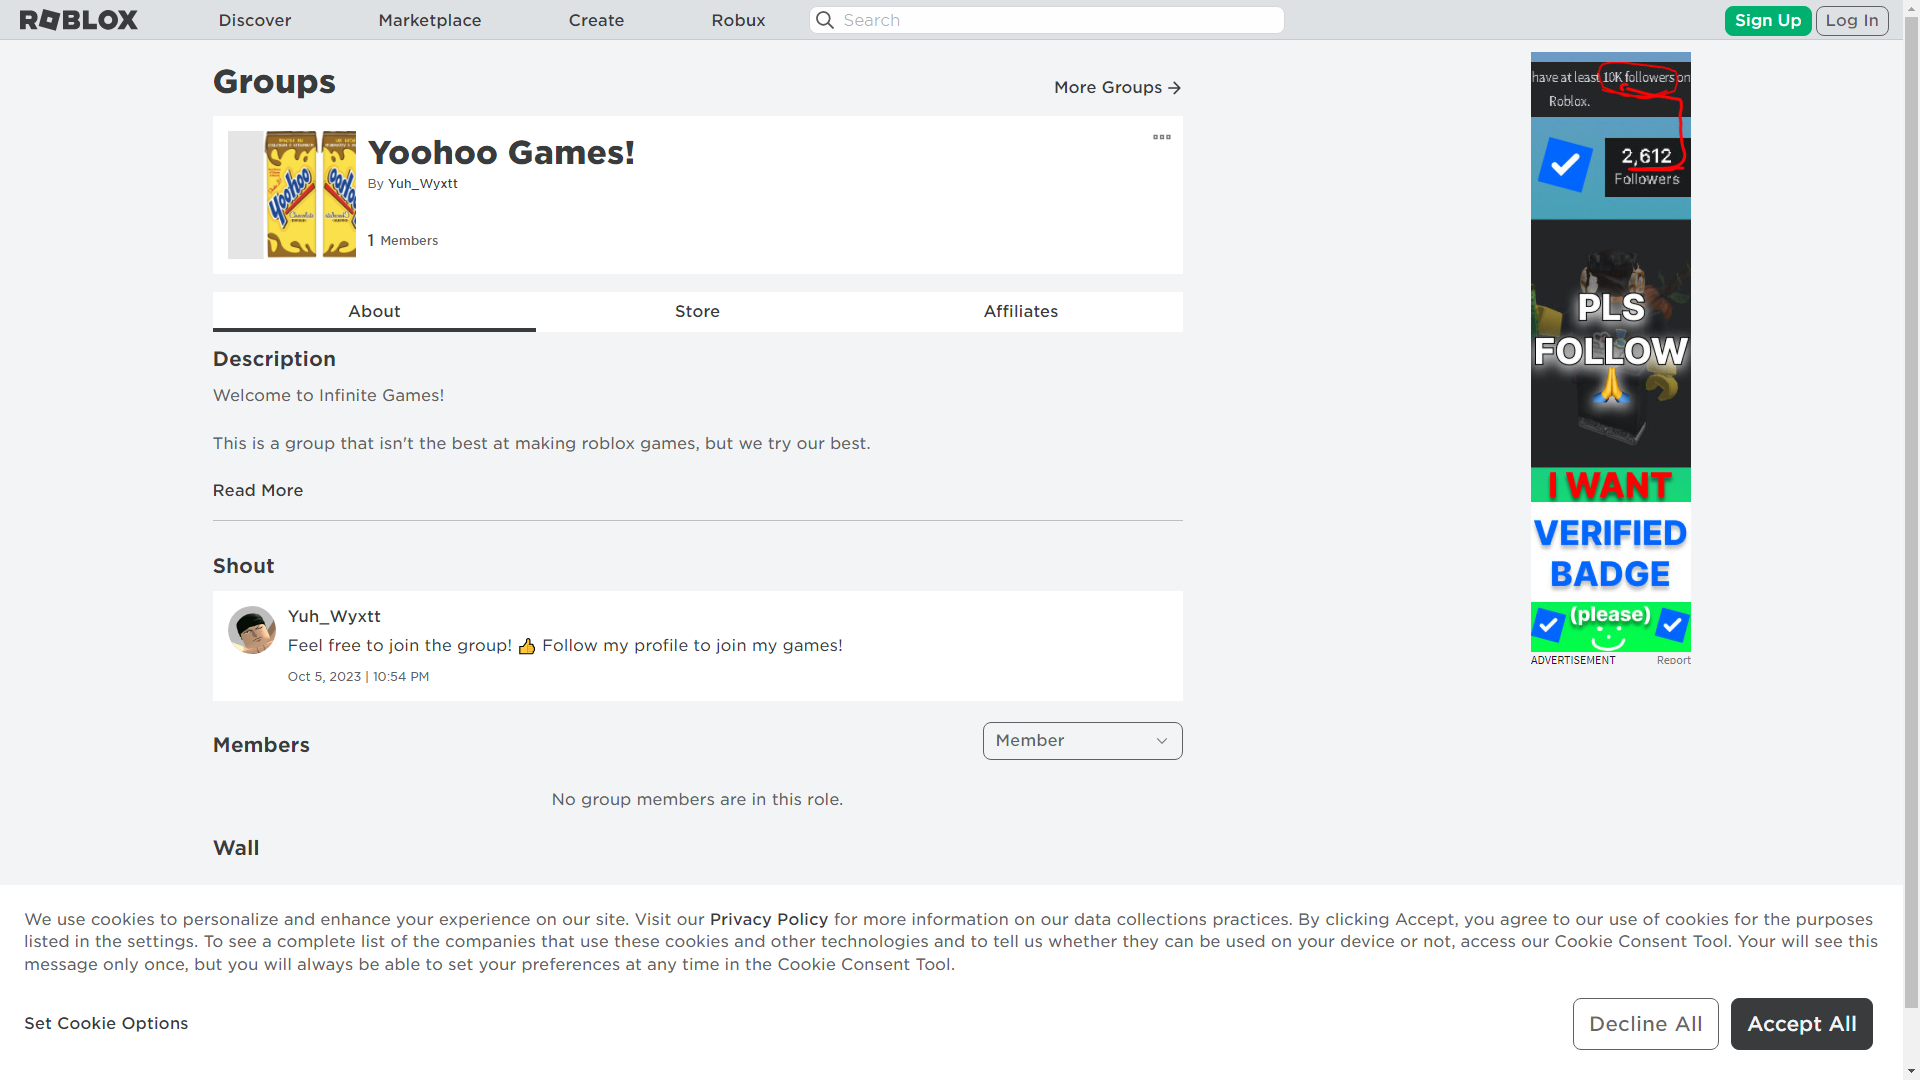 ROBLOX
Discover
Marketplace
Create
Robux
Search
Sign Up
Log In
Groups
More Groups
Yoohoo Games!
By Yuh_Wyxtt
1 Members
Yoohoo
About
Store
Affiliates
Description
Welcome to Infinite Games!
This is a group that isn't the best at making roblox games, but we try our best.
Read More
Shout
Yuh_Wyxtt
Feel free to join the group! 👍 Follow my profile to join my games!
Oct 5, 2023 | 10:54 PM
Members
Member
No group members are in this role.
Wall
have at least 10K followers on
Roblox.
2,612
Followers
PLS
FOLLOW
🙏
I WANT
VERIFIED
BADGE
(please)
ADVERTISEMENT
Report
We use cookies to personalize and enhance your experience on our site. Visit our Privacy Policy for more information on our data collections practices. By clicking Accept, you agree to our use of cookies for the purposes
listed in the settings. To see a complete list of the companies that use these cookies and other technologies and to tell us whether they can be used on your device or not, access our Cookie Consent Tool. Your will see this
message only once, but you will always be able to set your preferences at any time in the Cookie Consent Tool.
Set Cookie Options
Decline All
Accept All